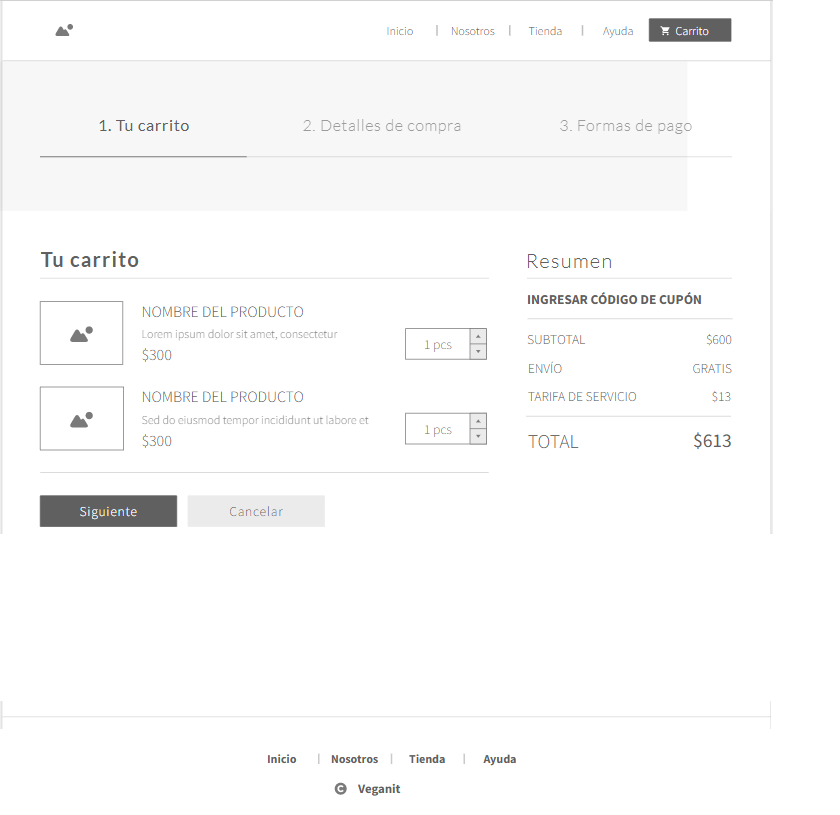 Inicio | Nosotros | Tienda | Ayuda Carrito
1. Tu carrito 2. Detalles de compra 3. Formas de pago
Tu carrito
NOMBRE DEL PRODUCTO
Lorem ipsum dolor sit amet, consectetur
$300
1 pcs
NOMBRE DEL PRODUCTO
Sed do eiusmod tempor incididunt ut labore et
$300
1 pcs
Siguiente Cancelar
Resumen
INGRESAR CÓDIGO DE CUPÓN
SUBTOTAL $600
ENVÍO GRATIS
TARIFA DE SERVICIO $13
TOTAL $613
Inicio | Nosotros | Tienda | Ayuda
© Veganit